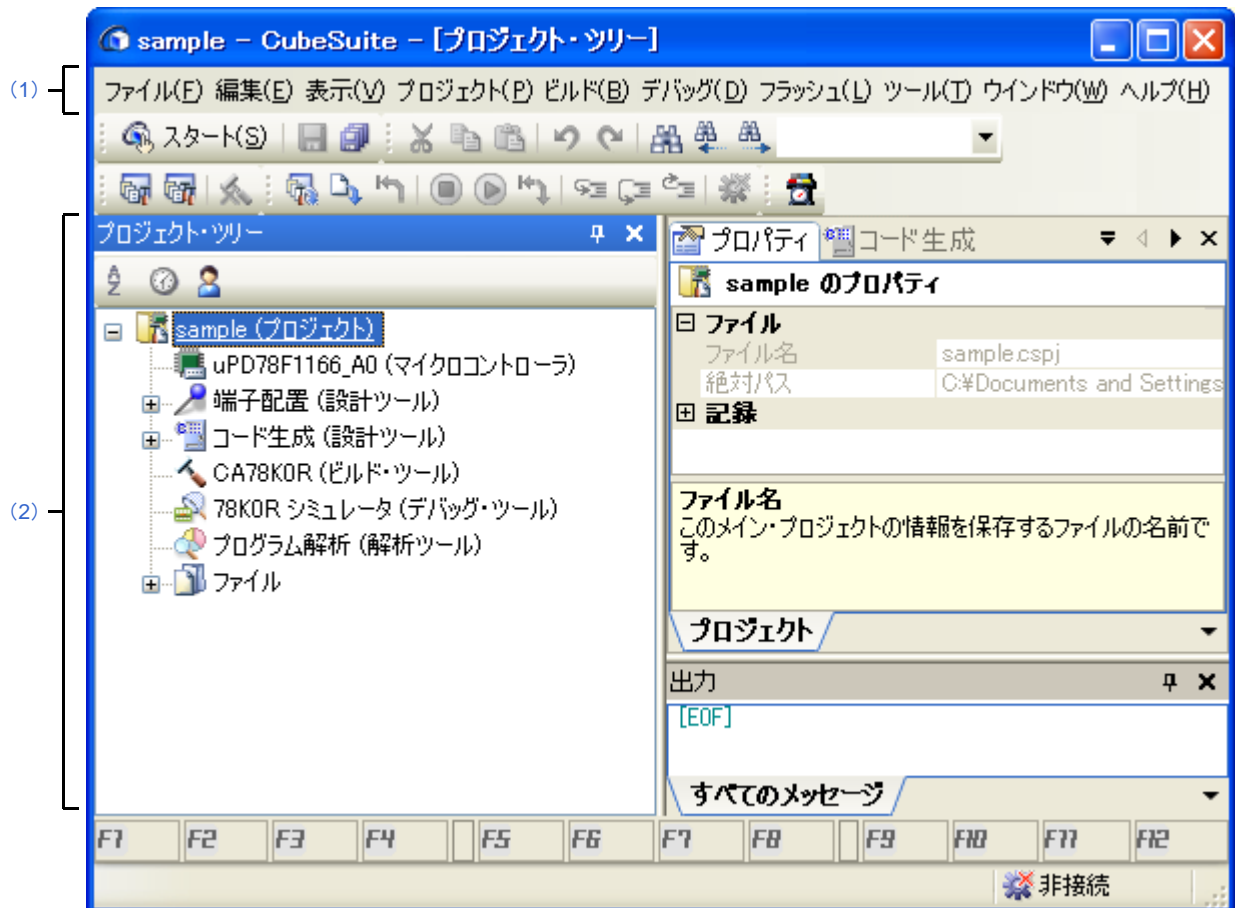 sample - CubeSuite - [プロジェクト・ツリー]
(1)
ファイル(F) 編集(E) 表示(V) プロジェクト(P) ビルド(B) デバッグ(D) フラッシュ(L) ツール(T) ウインドウ(W) ヘルプ(H)
スタート(S)
(2)
プロジェクト・ツリー
sample (プロジェクト)
uPD78F1166_A0 (マイクロコントローラ)
端子配置 (設計ツール)
コード生成 (設計ツール)
CA78K0R (ビルド・ツール)
78K0R シミュレータ (デバッグ・ツール)
プログラム解析 (解析ツール)
ファイル
プロパティ コード生成
sample のプロパティ
ファイル
ファイル名 sample.cspj
絶対パス C:¥Documents and Settings
記録
ファイル名
このメイン・プロジェクトの情報を保存するファイルの名前で
す。
プロジェクト
出力
[EOF]
すべてのメッセージ
F1 F2 F3 F4 F5 F6 F7 F8 F9 F10 F11 F12
非接続